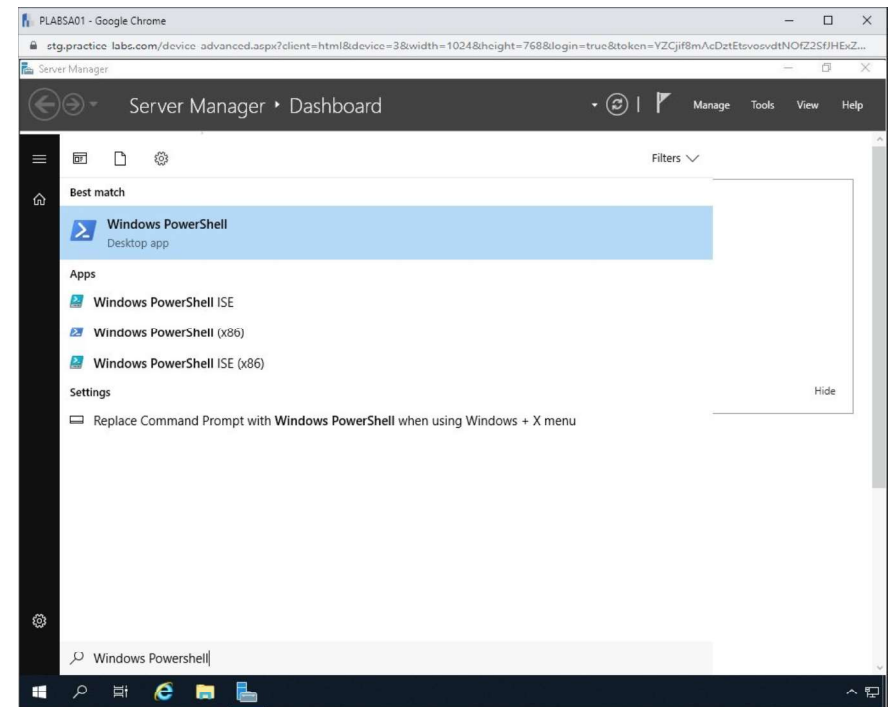 PLABSA01 - Google Chrome
stg.practice-labs.com/device-advanced.aspx?client=html&device=3&width=1024&height=768&login=true&token=YZCjif8mAcDztEtsvosvdtNOfZ2SfJHExZ...
Server Manager
Server Manager • Dashboard
Manage Tools View Help
Filters
Best match
Windows PowerShell
Desktop app
Apps
Windows PowerShell ISE
Windows PowerShell (x86)
Windows PowerShell ISE (x86)
Settings
Hide
Replace Command Prompt with Windows PowerShell when using Windows + X menu
Windows Powershell